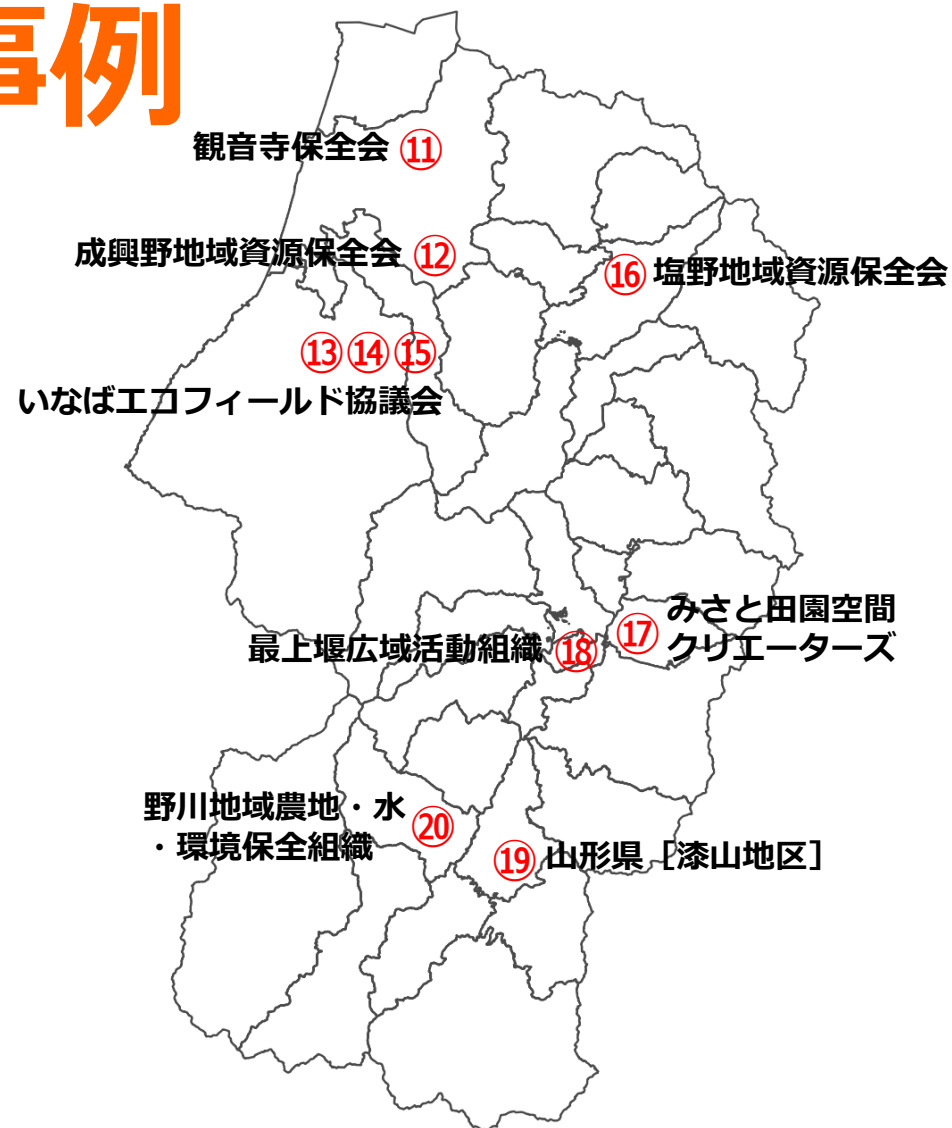 事例
観音寺保全会 ⑪
成興野地域資源保全会 ⑫
⑯ 塩野地域資源保全会
⑬ ⑭ ⑮
いなばエコフィールド協議会
みさと田園空間
⑰ クリエーターズ
最上堰広域活動組織 ⑱
野川地域農地・水
・環境保全組織
⑳
⑲ 山形県［漆山地区］